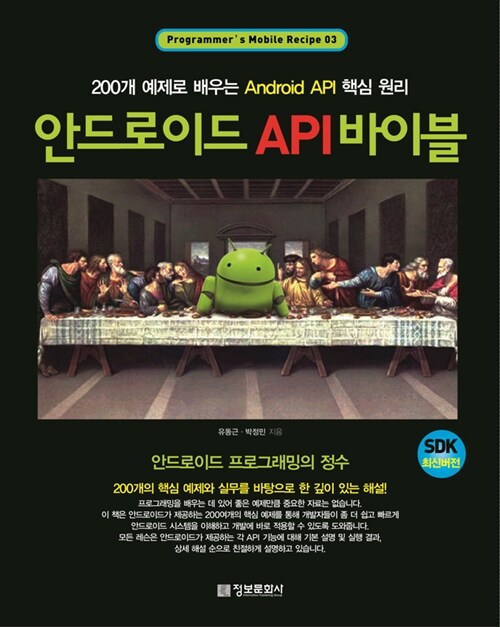 Programmer's Mobile Recipe 03
200개 예제로 배우는 Android API 핵심 원리
안드로이드 API 바이블
유동근 · 박정민 지음
SDK
최신버전
안드로이드 프로그래밍의 정수
200개의 핵심 예제와 실무를 바탕으로 한 깊이 있는 해설!
프로그래밍을 배우는 데 있어 좋은 예제만큼 중요한 자료는 없습니다.
이 책은 안드로이드가 제공하는 200여개의 핵심 예제를 통해 개발자들이 좀 더 쉽고 빠르게
안드로이드 시스템을 이해하고 개발에 바로 적용할 수 있도록 도와줍니다.
모든 레슨은 안드로이드가 제공하는 각 API 기능에 대해 기본 설명 및 실행 결과,
상세 해설 순으로 친절하게 설명하고 있습니다.
정보문화사